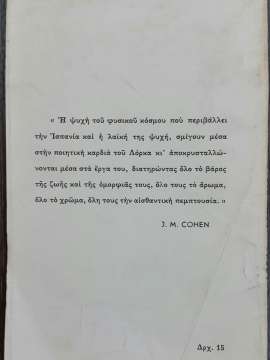 « Ἡ ψυχὴ τοῦ φυσικοῦ κόσμου ποὺ περιβάλλει
τὴν Ἱσπανία καὶ ἡ λαϊκή της ψυχή, σμίγουν μέσα
στὴν ποιητικὴ καρδιὰ τοῦ Λόρκα κι᾽ ἀποκρυσταλλώ-
νονται μέσα στὰ ἔργα του, διατηρώντας ὅλο τὸ βάρος
τῆς ζωῆς καὶ τῆς ὀμορφιᾶς τους, ὅλο τους τὸ ἄρωμα,
ὅλο τὸ χρῶμα, ὅλη τους τὴν αἰσθαντικὴ πεμπτουσία. »
J. M. COHEN
Δρχ. 15